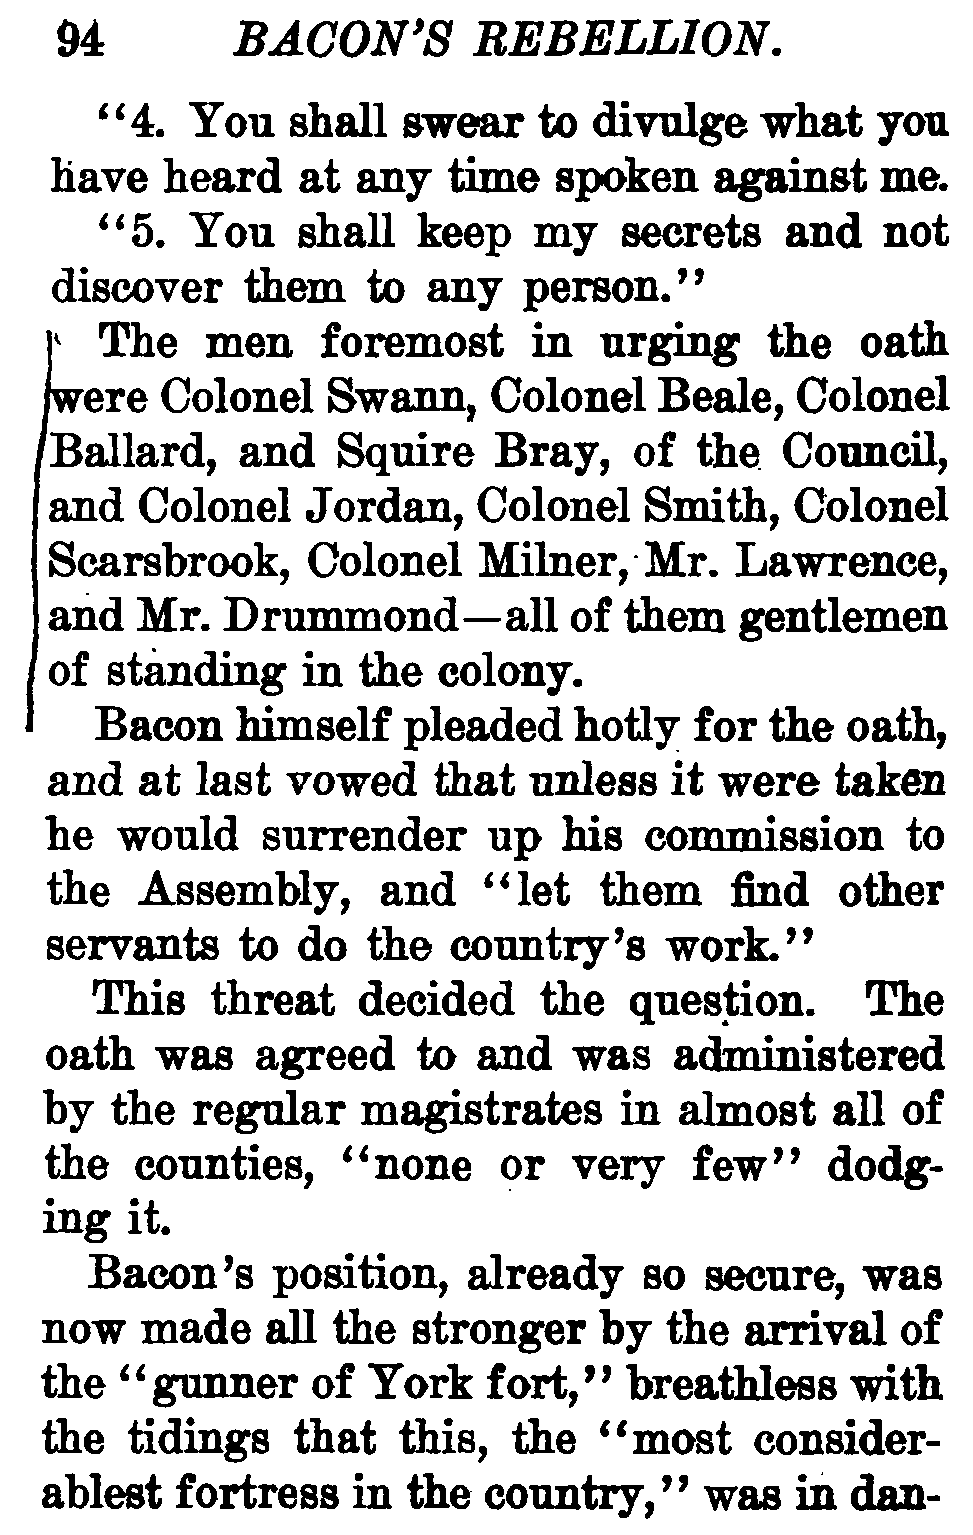 94 BACON'S REBELLION.
"4. You shall swear to divulge what you
have heard at any time spoken against me.
"5. You shall keep my secrets and not
discover them to any person."
The men foremost in urging the oath
were Colonel Swann, Colonel Beale, Colonel
Ballard, and Squire Bray, of the Council,
and Colonel Jordan, Colonel Smith, Colonel
Scarsbrook, Colonel Milner, Mr. Lawrence,
and Mr. Drummond—all of them gentlemen
of standing in the colony.
Bacon himself pleaded hotly for the oath,
and at last vowed that unless it were taken
he would surrender up his commission to
the Assembly, and "let them find other
servants to do the country's work."
This threat decided the question. The
oath was agreed to and was administered
by the regular magistrates in almost all of
the counties, "none or very few" dodg-
ing it.
Bacon's position, already so secure, was
now made all the stronger by the arrival of
the "gunner of York fort," breathless with
the tidings that this, the "most consider-
ablest fortress in the country," was in dan-